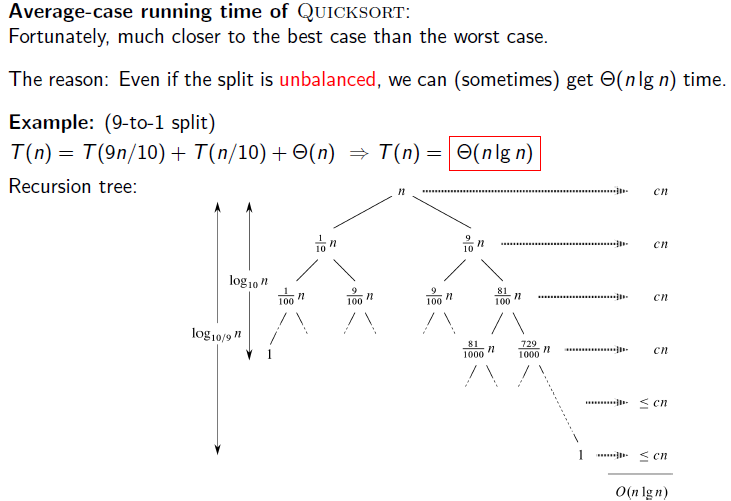 Average-case running time of QUICKSORT:
Fortunately, much closer to the best case than the worst case.
The reason: Even if the split is unbalanced, we can (sometimes) get Θ(n lg n) time.
Example: (9-to-1 split)
T(n) = T(9n/10) + T(n/10) + Θ(n) ⇒ T(n) = Θ(n lg n)
Recursion tree:
n cn
1/10 n 9/10 n cn
log₁₀ n
1/100 n 9/100 n 9/100 n 81/100 n cn
log₁₀/₉ n
1 81/1000 n 729/1000 n cn
≤ cn
1 ≤ cn
O(n lg n)